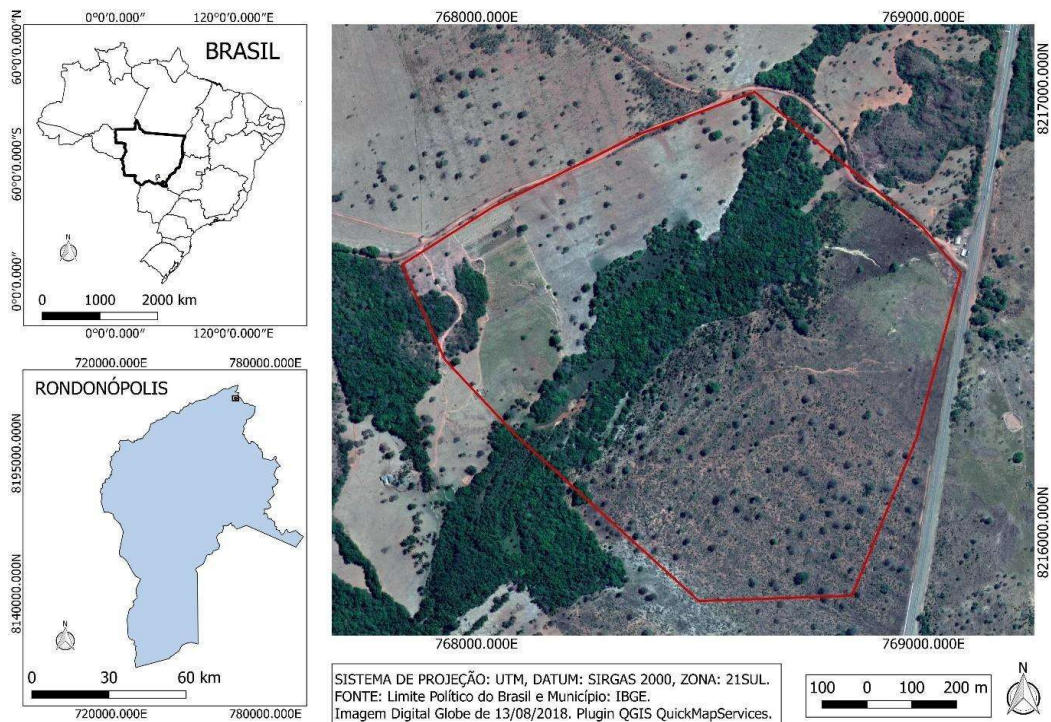 0°0'0.000" 120°0'0.000"E
60°0'0.000"N
BRASIL
60°0'0.000"S
N
0°0'0.000"
0 1000 2000 km
0°0'0.000" 120°0'0.000"E
720000.000E 780000.000E
RONDONÓPOLIS
8195000.000N
8140000.000N
N
0 30 60 km
720000.000E 780000.000E
768000.000E 769000.000E
8217000.000N
8216000.000N
768000.000E 769000.000E
SISTEMA DE PROJEÇÃO: UTM, DATUM: SIRGAS 2000, ZONA: 21SUL.
FONTE: Limite Político do Brasil e Município: IBGE.
Imagem Digital Globe de 13/08/2018. Plugin QGIS QuickMapServices.
100 0 100 200 m
N